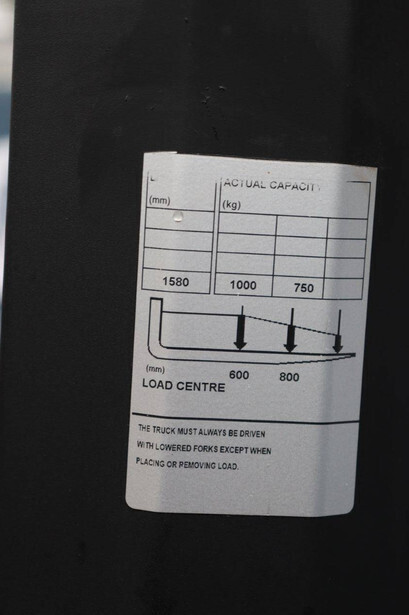 ACTUAL CAPACITY
(mm) (kg)
1580 1000 750
(mm) 600 800
LOAD CENTRE
THE TRUCK MUST ALWAYS BE DRIVEN
WITH LOWERED FORKS EXCEPT WHEN
PLACING OR REMOVING LOAD.